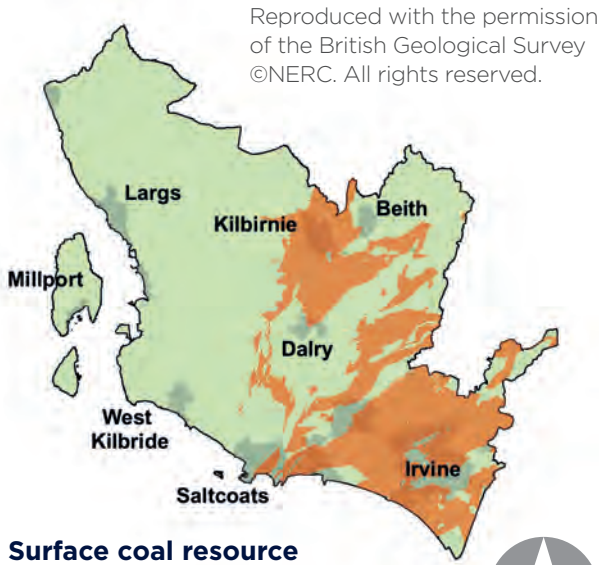 Reproduced with the permission
of the British Geological Survey
©NERC. All rights reserved.
Largs
Kilbirnie
Beith
Millport
Dalry
West
Kilbride
Irvine
Saltcoats
Surface coal resource